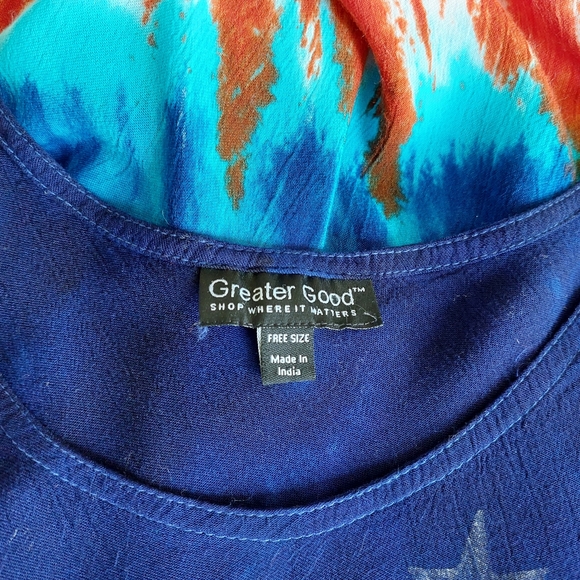 Greater Good™
SHOP WHERE IT MATTERS
FREE SIZE
Made In
India